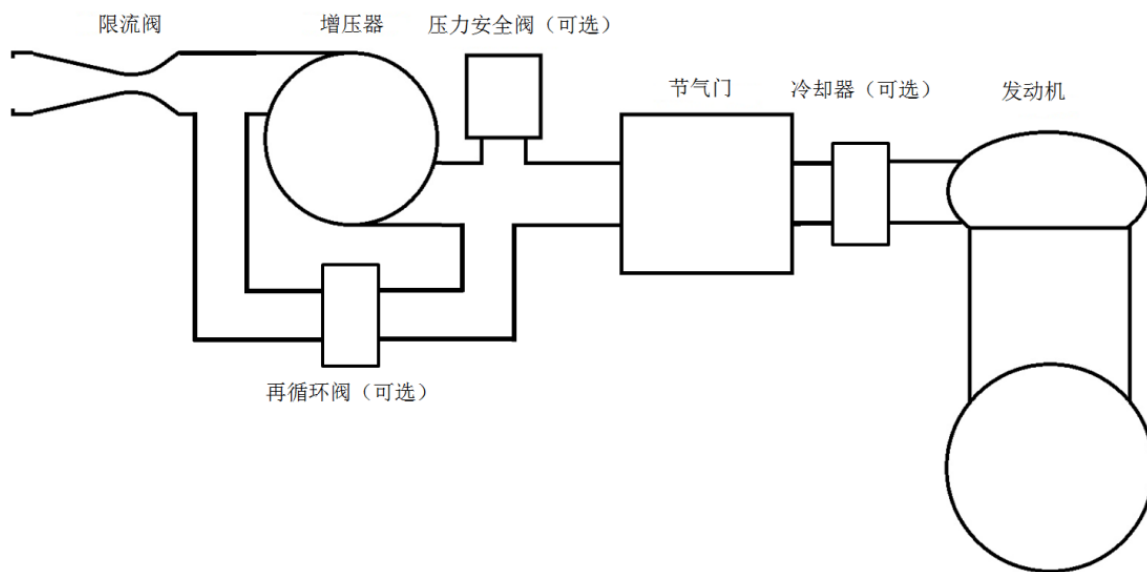 限流阀
增压器
压力安全阀（可选）
节气门
冷却器（可选）
发动机
再循环阀（可选）